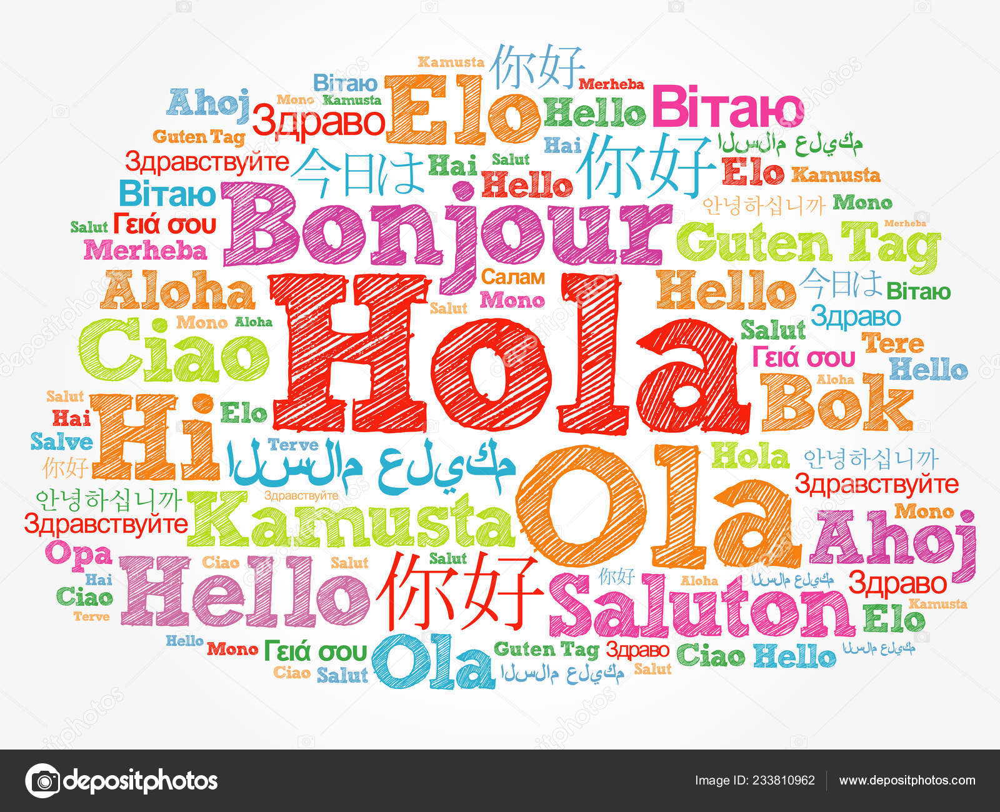 Kamusta 你好
Вітаю Elo Merheba
Ahoj Mono Kamusta Hello Вітаю
Здраво
Guten Tag Hai 你好 السلام عليكم
Здравствуйте 今日は Hai Salut Elo Kamusta
Вітаю Bonjour Hello 안녕하십니까 Mono
Salut Γειά σου Guten Tag Merheba
Merheba
Aloha Hola Салам Hello 今日は Вітаю
Salut Mono Здраво
Ciao Mono Aloha Salut Tere
Γειά σου Hello
Salut Hi Bok Aloha
Hai Elo
Salve Terve السلام عليكم Ola Hola 안녕하십니까
你好 Здравствуйте
안녕하십니까 Kamusta Здравствуйте Mono
Здравствуйте Ahoj
Opa Hello Ciao Salut 你好 Salut
Hai Saluton 你好 Aloha السلام عليكم Здраво
Ciao Elo Kamusta
Terve
Hello Mono Γειά σου Ola Guten Tag Здраво Ciao Hello السلام عليكم
Ciao Salut السلام عليكم Salut
depositphotos Image ID: 233810962 www.depositphotos.com